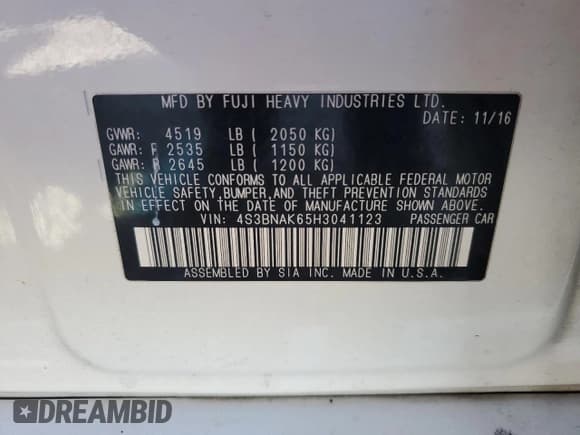 MFD BY FUJI HEAVY INDUSTRIES LTD.
DATE: 11/16
GVWR: 4519 LB ( 2050 KG)
GAWR: F 2535 LB ( 1150 KG)
GAWR: R 2645 LB ( 1200 KG)
THIS VEHICLE CONFORMS TO ALL APPLICABLE FEDERAL MOTOR
VEHICLE SAFETY,BUMPER,AND THEFT PREVENTION STANDARDS
IN EFFECT ON THE DATE OF MANUFACTURE SHOWN ABOVE.
VIN: 4S3BNAK65H3041123 PASSENGER CAR
ASSEMBLED BY SIA INC. MADE IN U.S.A.
DREAMBID